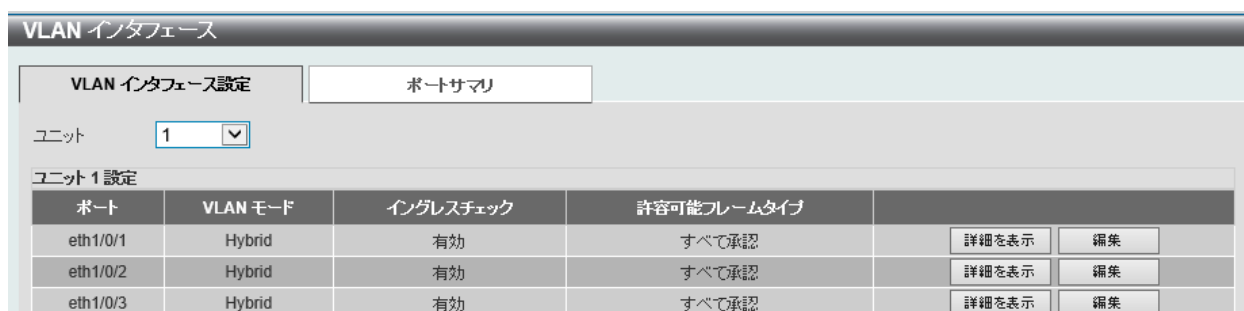 VLAN インタフェース
VLAN インタフェース設定 ポートサマリ
ユニット 1
ユニット 1 設定
ポート VLAN モード イングレスチェック 許容可能フレームタイプ
eth1/0/1 Hybrid 有効 すべて承認 詳細を表示 編集
eth1/0/2 Hybrid 有効 すべて承認 詳細を表示 編集
eth1/0/3 Hybrid 有効 すべて承認 詳細を表示 編集